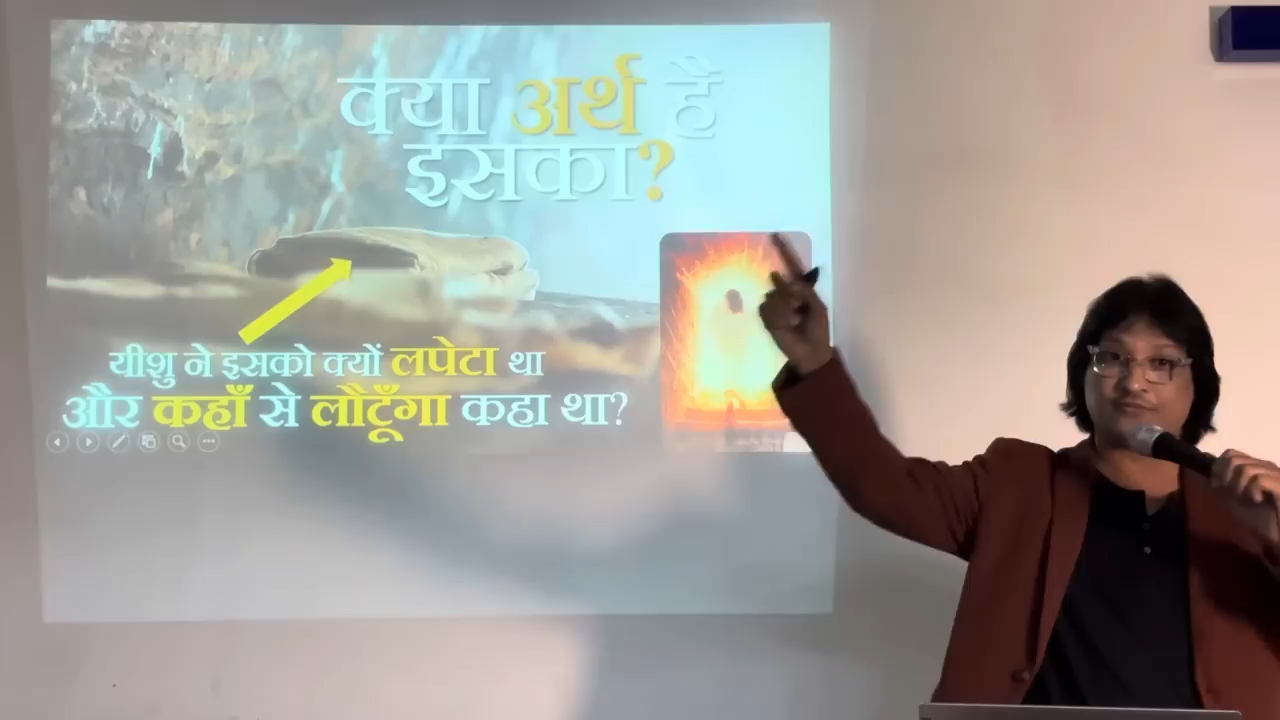 क्या अर्थ है
इसका?
यीशु ने इसको क्यों लपेटा था
और कहाँ से लौटूँगा कहा था?